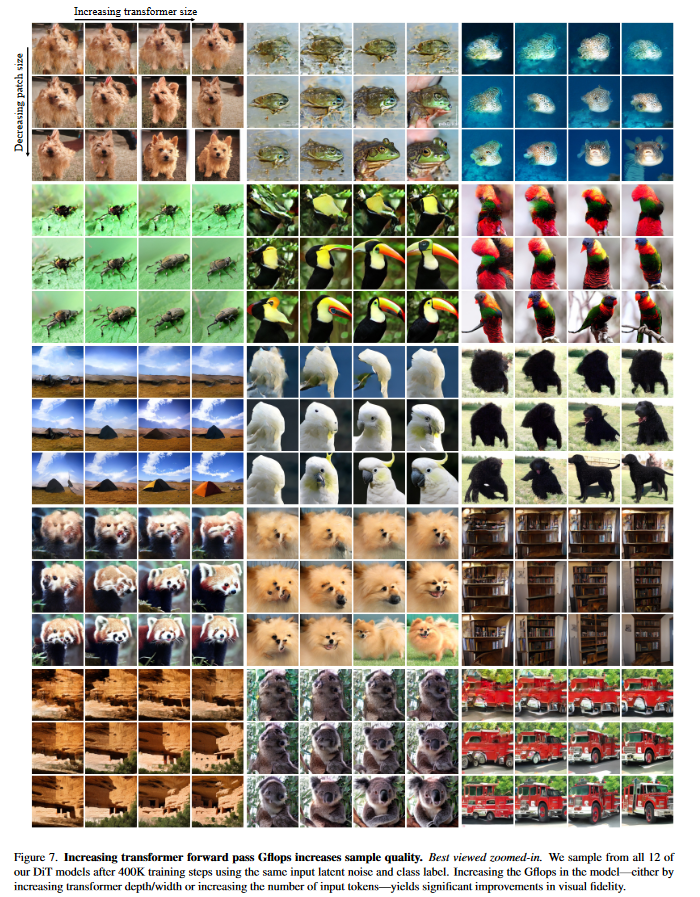 Increasing transformer size
Decreasing patch size
Figure 7. Increasing transformer forward pass Gflops increases sample quality. Best viewed zoomed-in. We sample from all 12 of
our DiT models after 400K training steps using the same input latent noise and class label. Increasing the Gflops in the model—either by
increasing transformer depth/width or increasing the number of input tokens—yields significant improvements in visual fidelity.